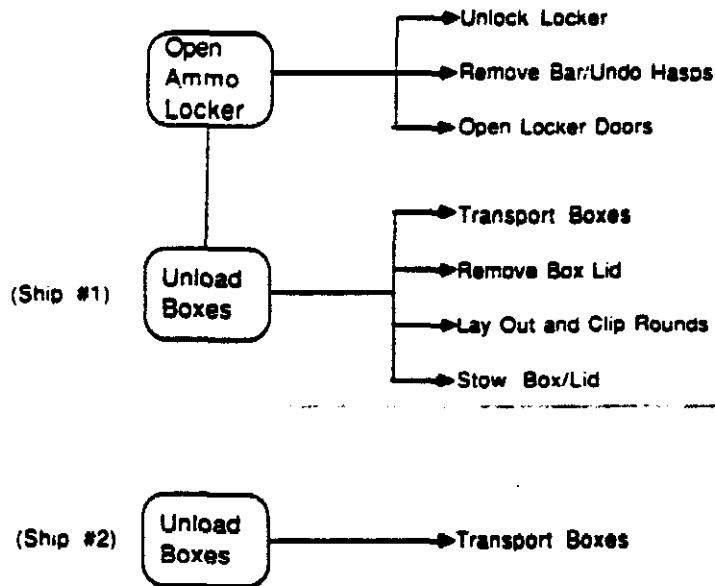 Open
Ammo
Locker
Unlock Locker
Remove Bar/Undo Hasps
Open Locker Doors
(Ship #1)
Unload
Boxes
Transport Boxes
Remove Box Lid
Lay Out and Clip Rounds
Stow Box/Lid
(Ship #2)
Unload
Boxes
Transport Boxes